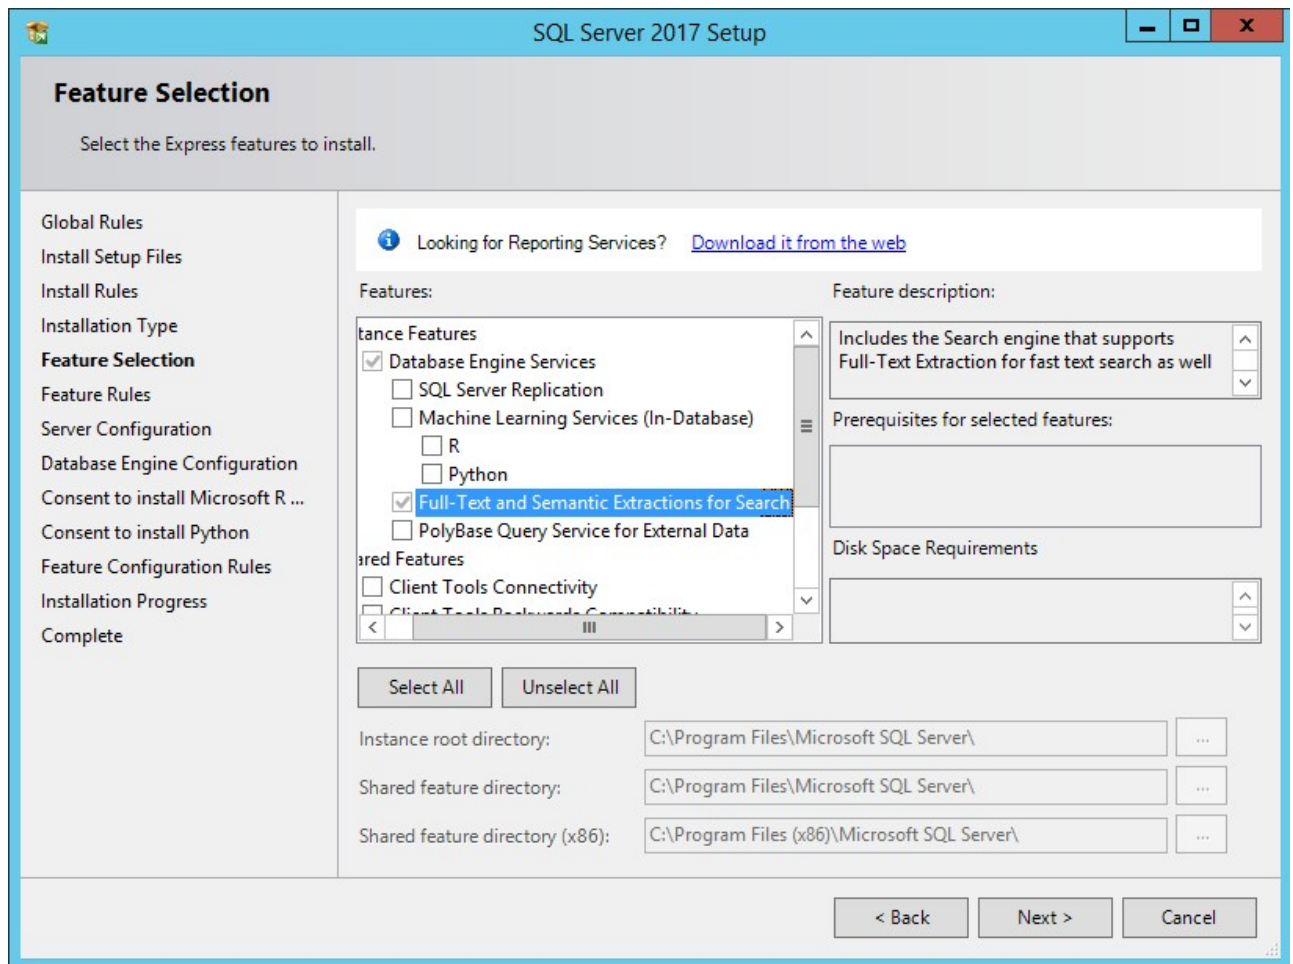 SQL Server 2017 Setup
Feature Selection
Select the Express features to install.
Global Rules
Install Setup Files
Install Rules
Installation Type
Feature Selection
Feature Rules
Server Configuration
Database Engine Configuration
Consent to install Microsoft R ...
Consent to install Python
Feature Configuration Rules
Installation Progress
Complete
Looking for Reporting Services? Download it from the web
Features:
tance Features
Database Engine Services
SQL Server Replication
Machine Learning Services (In-Database)
R
Python
Full-Text and Semantic Extractions for Search
PolyBase Query Service for External Data
ared Features
Client Tools Connectivity
Client Tools Backwards Compatibility
Feature description:
Includes the Search engine that supports
Full-Text Extraction for fast text search as well
Prerequisites for selected features:
Disk Space Requirements
Select All
Unselect All
Instance root directory: C:\Program Files\Microsoft SQL Server\ ...
Shared feature directory: C:\Program Files\Microsoft SQL Server\ ...
Shared feature directory (x86): C:\Program Files (x86)\Microsoft SQL Server\ ...
< Back
Next >
Cancel